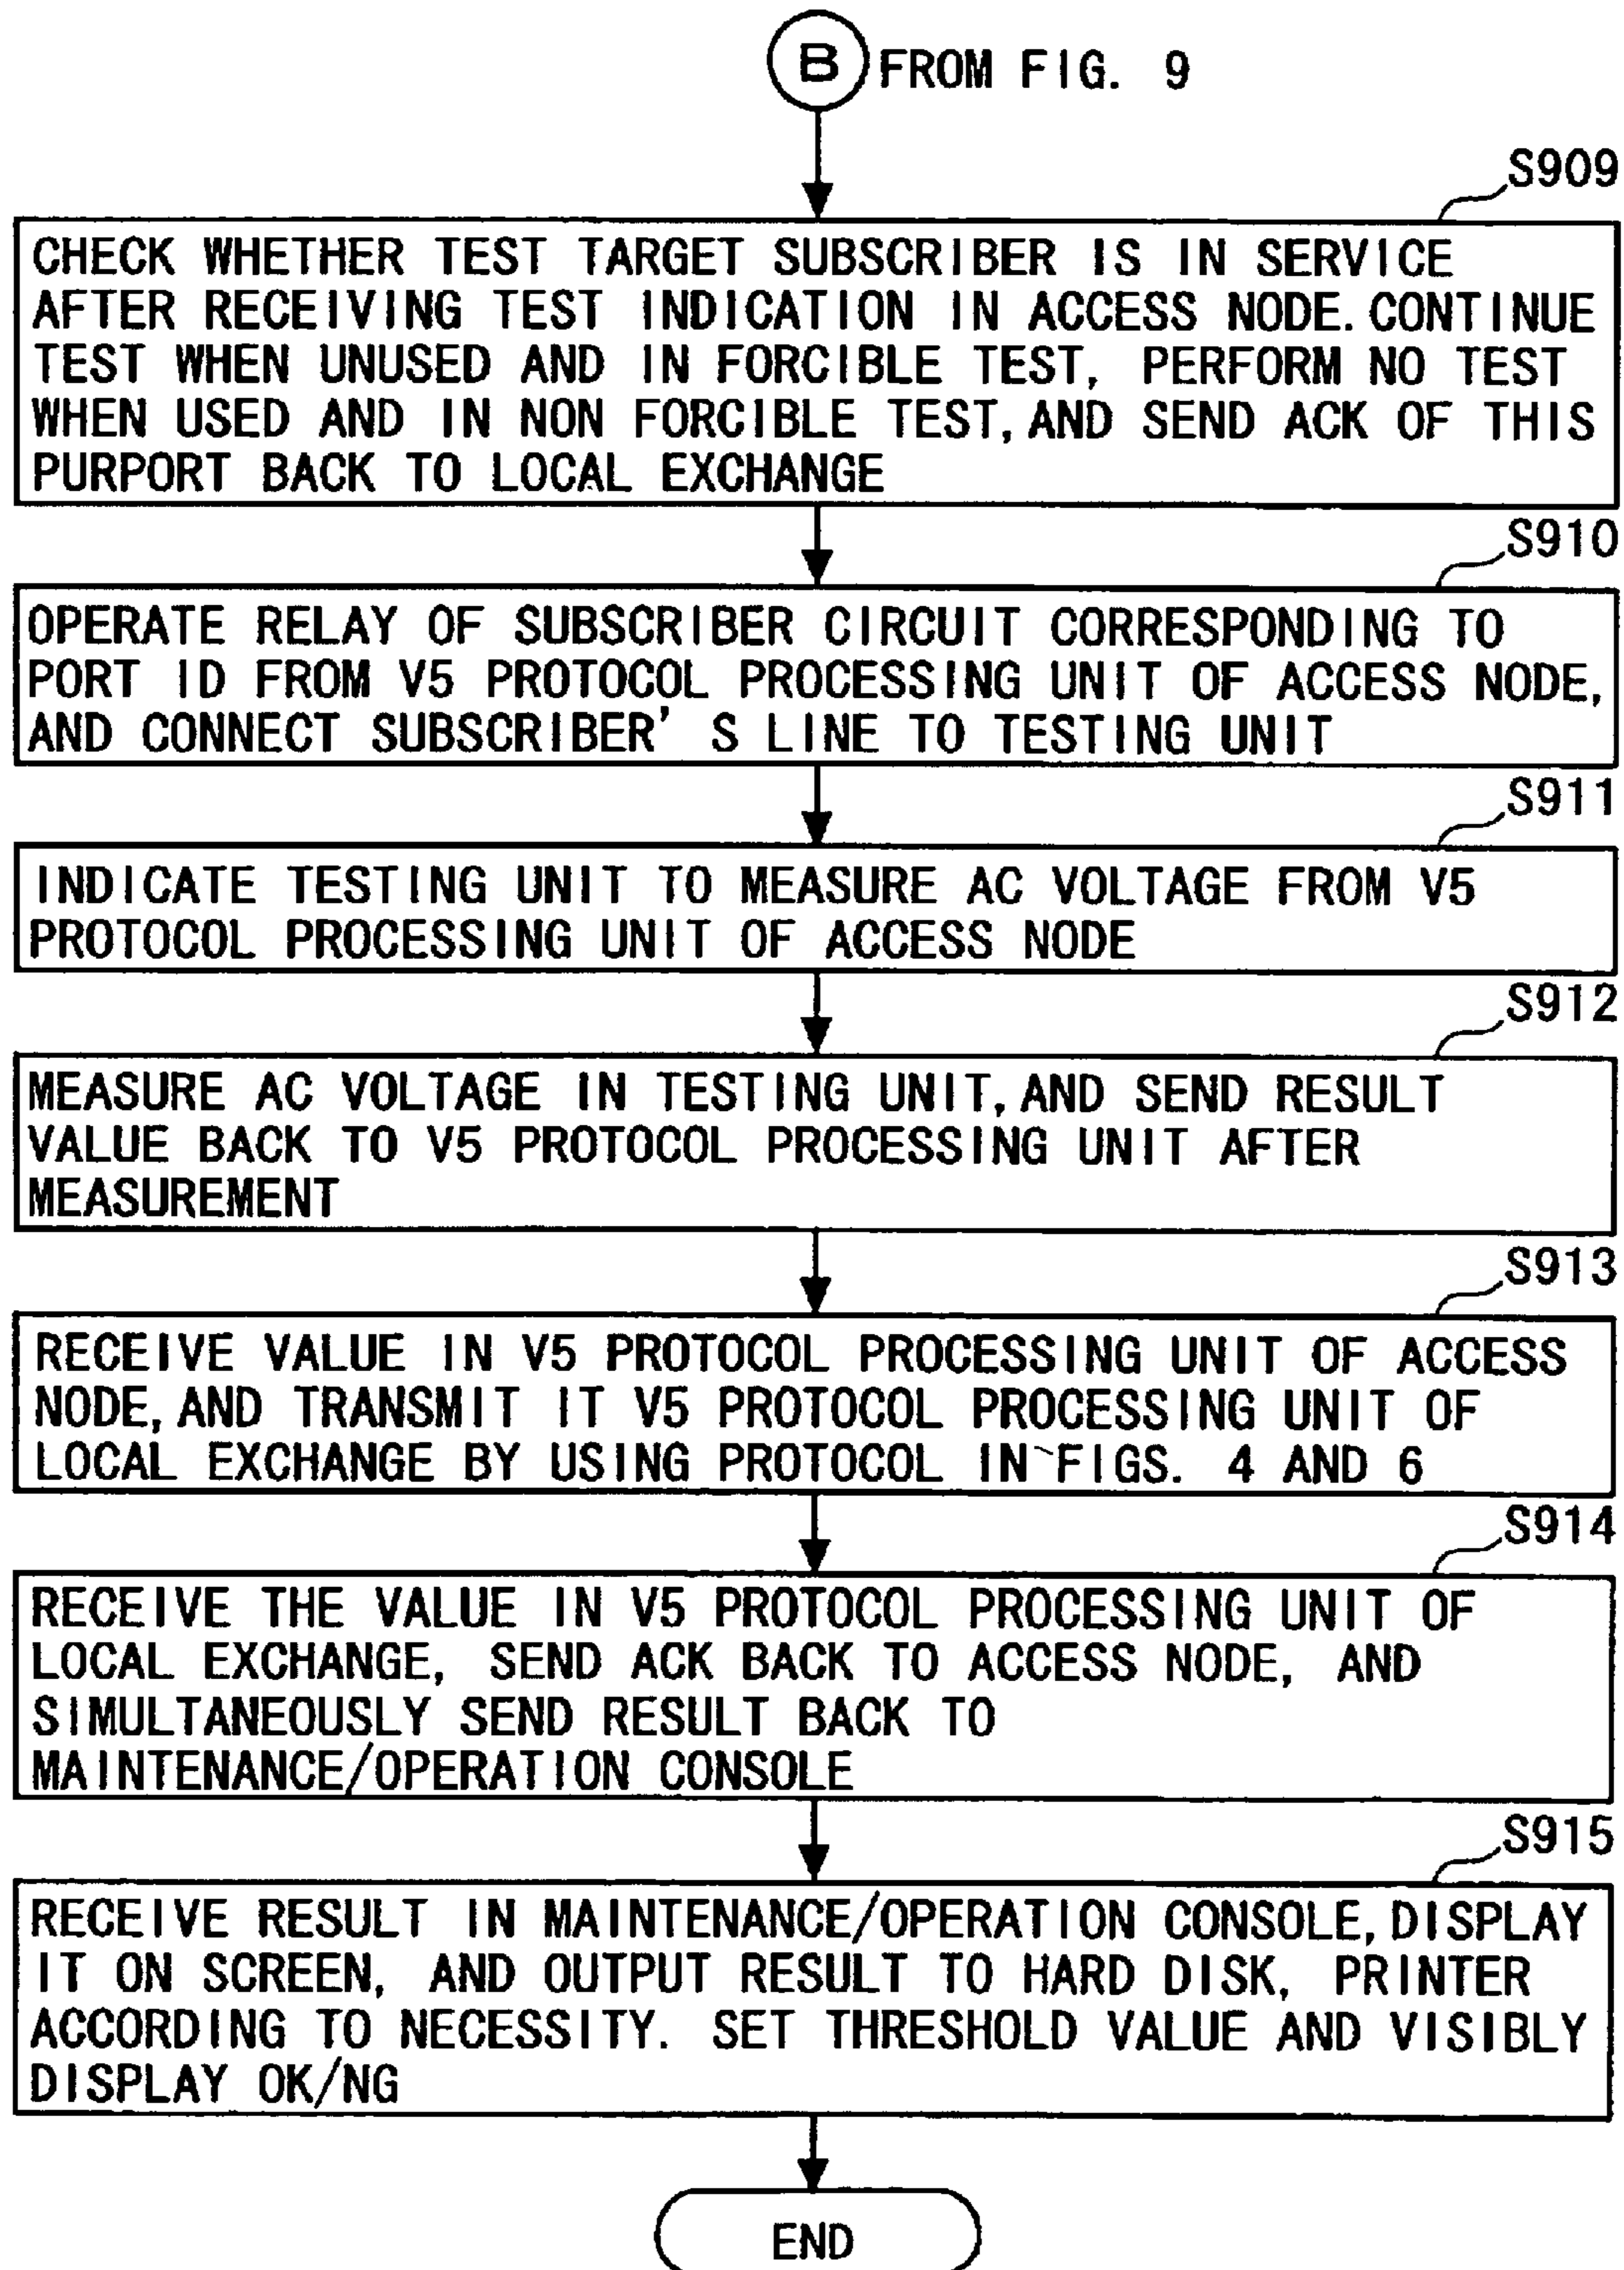 B FROM FIG. 9
S909
CHECK WHETHER TEST TARGET SUBSCRIBER IS IN SERVICE
AFTER RECEIVING TEST INDICATION IN ACCESS NODE. CONTINUE
TEST WHEN UNUSED AND IN FORCIBLE TEST, PERFORM NO TEST
WHEN USED AND IN NON FORCIBLE TEST, AND SEND ACK OF THIS
PURPORT BACK TO LOCAL EXCHANGE
S910
OPERATE RELAY OF SUBSCRIBER CIRCUIT CORRESPONDING TO
PORT ID FROM V5 PROTOCOL PROCESSING UNIT OF ACCESS NODE,
AND CONNECT SUBSCRIBER' S LINE TO TESTING UNIT
S911
INDICATE TESTING UNIT TO MEASURE AC VOLTAGE FROM V5
PROTOCOL PROCESSING UNIT OF ACCESS NODE
S912
MEASURE AC VOLTAGE IN TESTING UNIT, AND SEND RESULT
VALUE BACK TO V5 PROTOCOL PROCESSING UNIT AFTER
MEASUREMENT
S913
RECEIVE VALUE IN V5 PROTOCOL PROCESSING UNIT OF ACCESS
NODE, AND TRANSMIT IT V5 PROTOCOL PROCESSING UNIT OF
LOCAL EXCHANGE BY USING PROTOCOL IN FIGS. 4 AND 6
S914
RECEIVE THE VALUE IN V5 PROTOCOL PROCESSING UNIT OF
LOCAL EXCHANGE, SEND ACK BACK TO ACCESS NODE, AND
SIMULTANEOUSLY SEND RESULT BACK TO
MAINTENANCE/OPERATION CONSOLE
S915
RECEIVE RESULT IN MAINTENANCE/OPERATION CONSOLE, DISPLAY
IT ON SCREEN, AND OUTPUT RESULT TO HARD DISK, PRINTER
ACCORDING TO NECESSITY. SET THRESHOLD VALUE AND VISIBLY
DISPLAY OK/NG
END